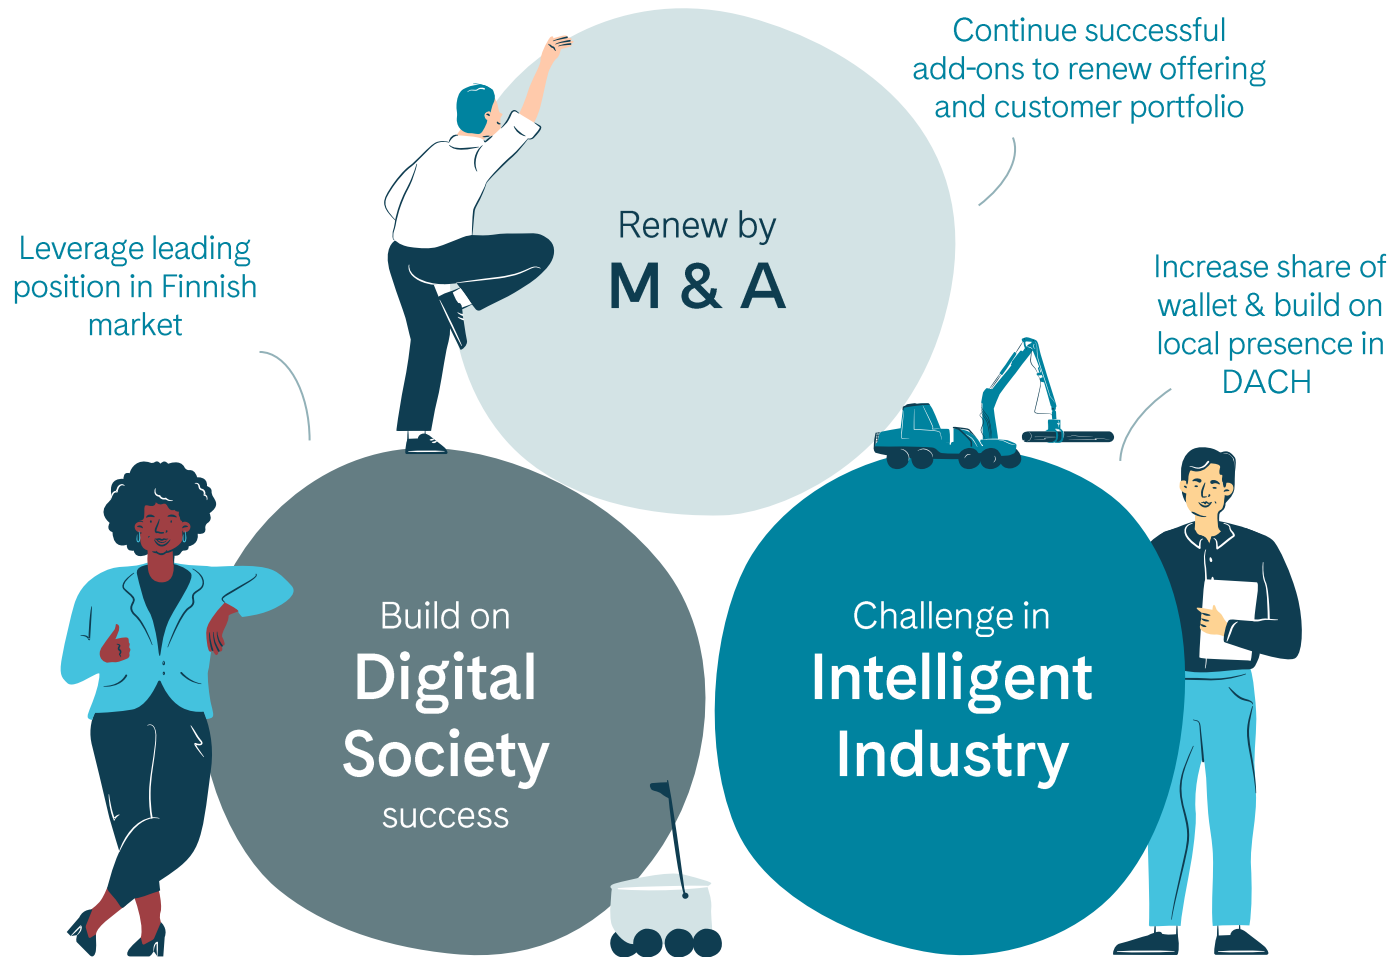 Continue successful
add-ons to renew offering
and customer portfolio
Renew by
M & A
Leverage leading
position in Finnish
market
Increase share of
wallet & build on
local presence in
DACH
Build on
Digital
Society
success
Challenge in
Intelligent
Industry